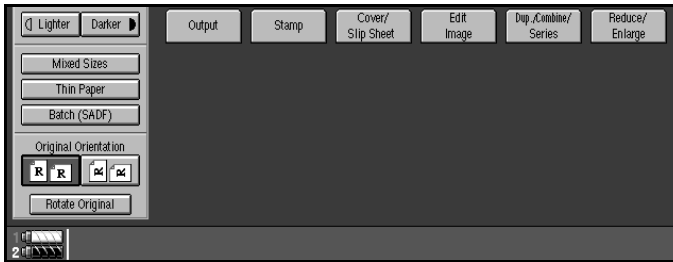 Lighter Darker
Mixed Sizes
Thin Paper
Batch (SADF)
Original Orientation
R R R R
Rotate Original
Output
Stamp
Cover/
Slip Sheet
Edit
Image
Dup./Combine/
Series
Reduce/
Enlarge
1
2